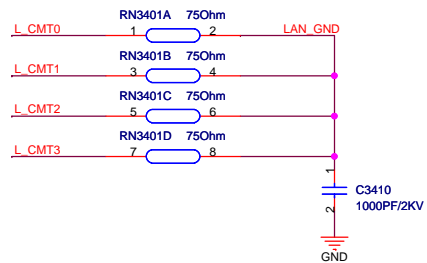 RN3401A 75Ohm
L_CMT0 1 2 LAN_GND
RN3401B 75Ohm
L_CMT1 3 4
RN3401C 75Ohm
L_CMT2 5 6
RN3401D 75Ohm
L_CMT3 7 8
1
C3410
1000PF/2KV
2
GND